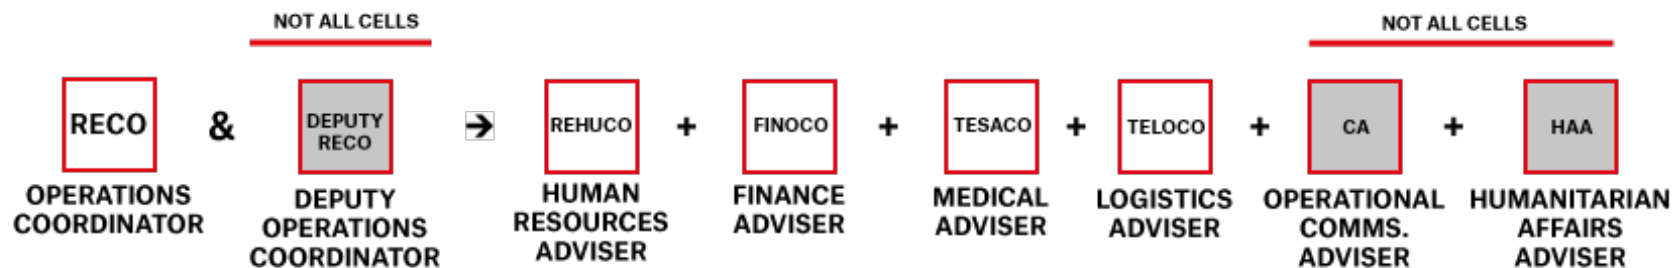 NOT ALL CELLS
NOT ALL CELLS
RECO
&
DEPUTY
RECO
→
REHUCO
+
FINOCO
+
TESACO
+
TELOCO
+
CA
+
HAA
OPERATIONS
COORDINATOR
DEPUTY
OPERATIONS
COORDINATOR
HUMAN
RESOURCES
ADVISER
FINANCE
ADVISER
MEDICAL
ADVISER
LOGISTICS
ADVISER
OPERATIONAL
COMMS.
ADVISER
HUMANITARIAN
AFFAIRS
ADVISER